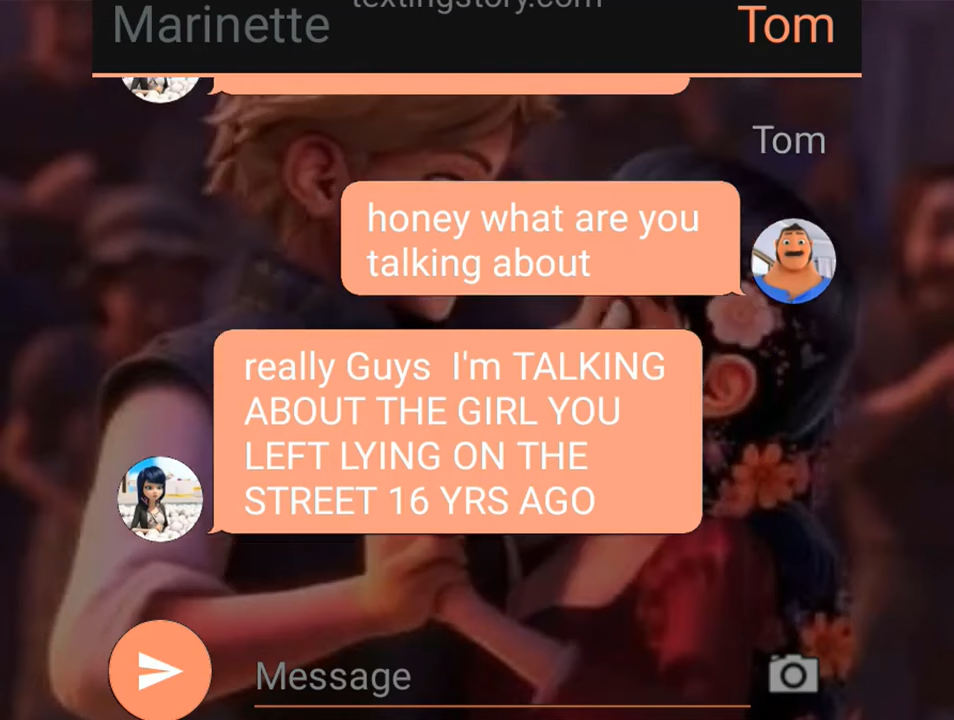 textingstory.com
Marinette
Tom
Tom
honey what are you
talking about
really Guys I'm TALKING
ABOUT THE GIRL YOU
LEFT LYING ON THE
STREET 16 YRS AGO
Message